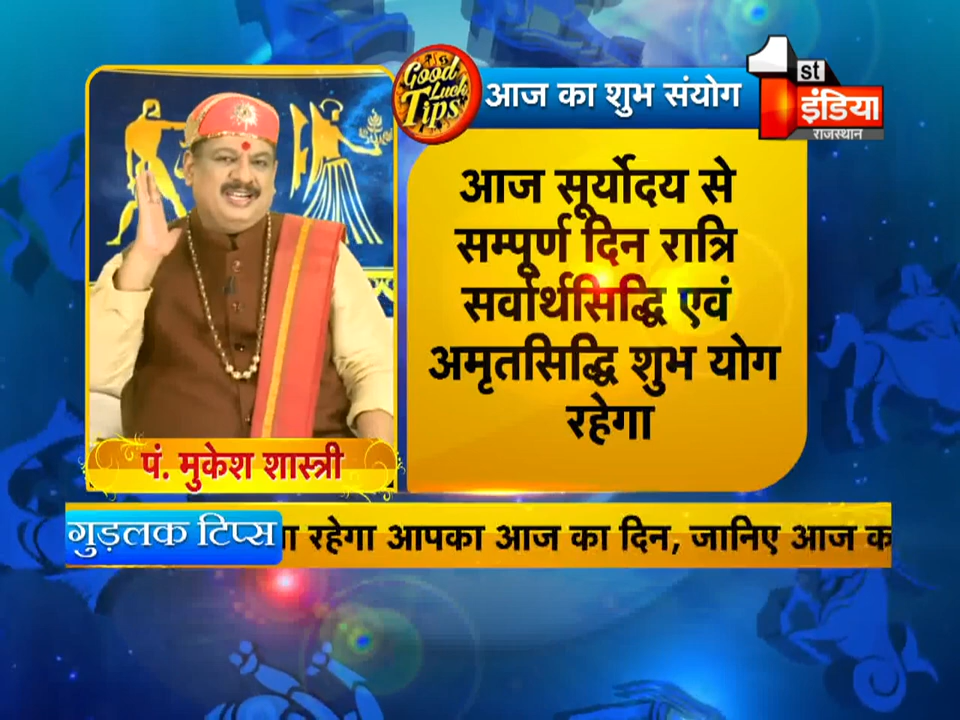 Good Luck Tips
आज का शुभ संयोग
1st
इंडिया
राजस्थान
आज सूर्योदय से
सम्पूर्ण दिन रात्रि
सर्वार्थसिद्धि एवं
अमृतसिद्धि शुभ योग
रहेगा
पं. मुकेश शास्त्री
गुडलक टिप्स
रहेगा आपका आज का दिन, जानिए आज